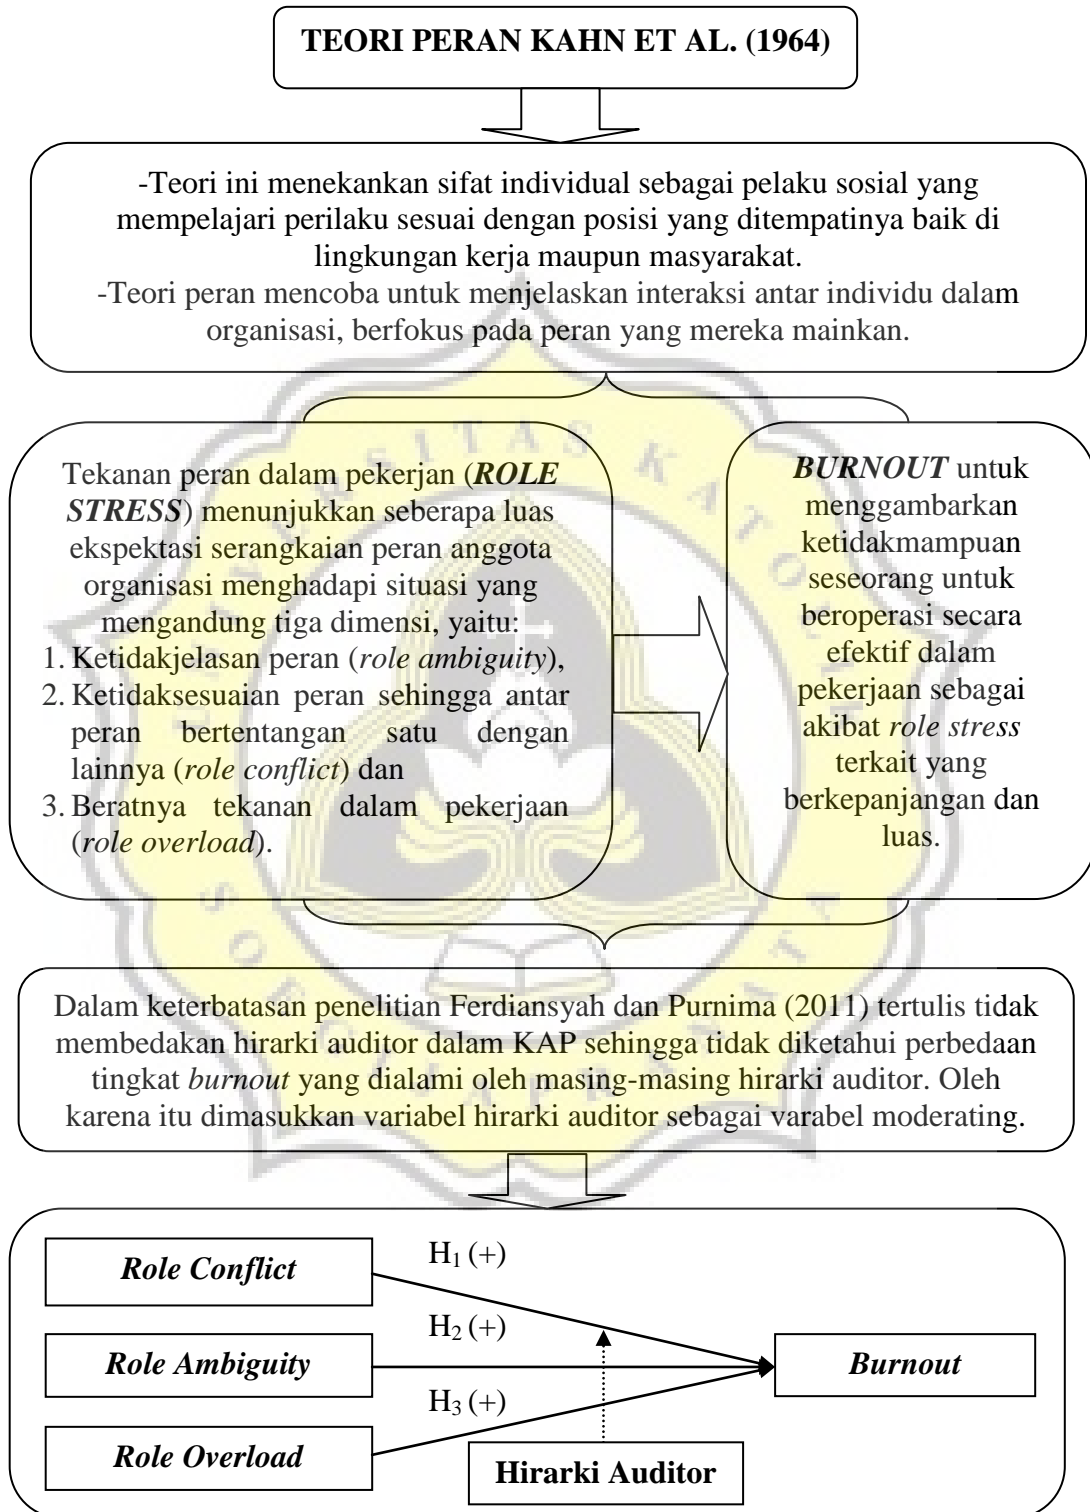 TEORI PERAN KAHN ET AL. (1964)
-Teori ini menekankan sifat individual sebagai pelaku sosial yang
mempelajari perilaku sesuai dengan posisi yang ditempatinya baik di
lingkungan kerja maupun masyarakat.
-Teori peran mencoba untuk menjelaskan interaksi antar individu dalam
organisasi, berfokus pada peran yang mereka mainkan.
Tekanan peran dalam pekerjan (ROLE
STRESS) menunjukkan seberapa luas
ekspektasi serangkaian peran anggota
organisasi menghadapi situasi yang
mengandung tiga dimensi, yaitu:
1. Ketidakjelasan peran (role ambiguity),
2. Ketidaksesuaian peran sehingga antar
peran bertentangan satu dengan
lainnya (role conflict) dan
3. Beratnya tekanan dalam pekerjaan
(role overload).
BURNOUT untuk
menggambarkan
ketidakmampuan
seseorang untuk
beroperasi secara
efektif dalam
pekerjaan sebagai
akibat role stress
terkait yang
berkepanjangan dan
luas.
UNIVERSITAS KATOLIK
SOEGIJAPRANATA
Dalam keterbatasan penelitian Ferdiansyah dan Purnima (2011) tertulis tidak
membedakan hirarki auditor dalam KAP sehingga tidak diketahui perbedaan
tingkat burnout yang dialami oleh masing-masing hirarki auditor. Oleh
karena itu dimasukkan variabel hirarki auditor sebagai varabel moderating.
Role Conflict
H1 (+)
Role Ambiguity
H2 (+)
Burnout
H3 (+)
Role Overload
Hirarki Auditor